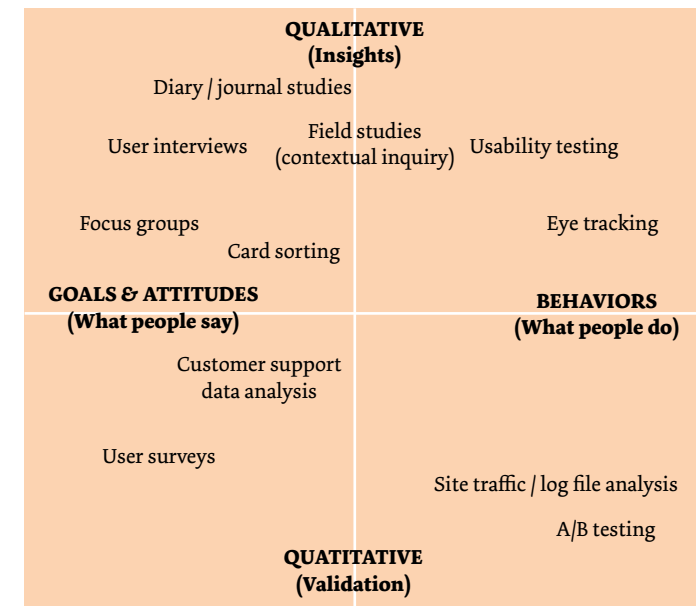 QUALITATIVE
(Insights)
Diary / journal studies
Field studies
(contextual inquiry)
User interviews
Usability testing
Focus groups
Eye tracking
Card sorting
GOALS & ATTITUDES
(What people say)
BEHAVIORS
(What people do)
Customer support
data analysis
User surveys
Site traffic / log file analysis
A/B testing
QUATITATIVE
(Validation)